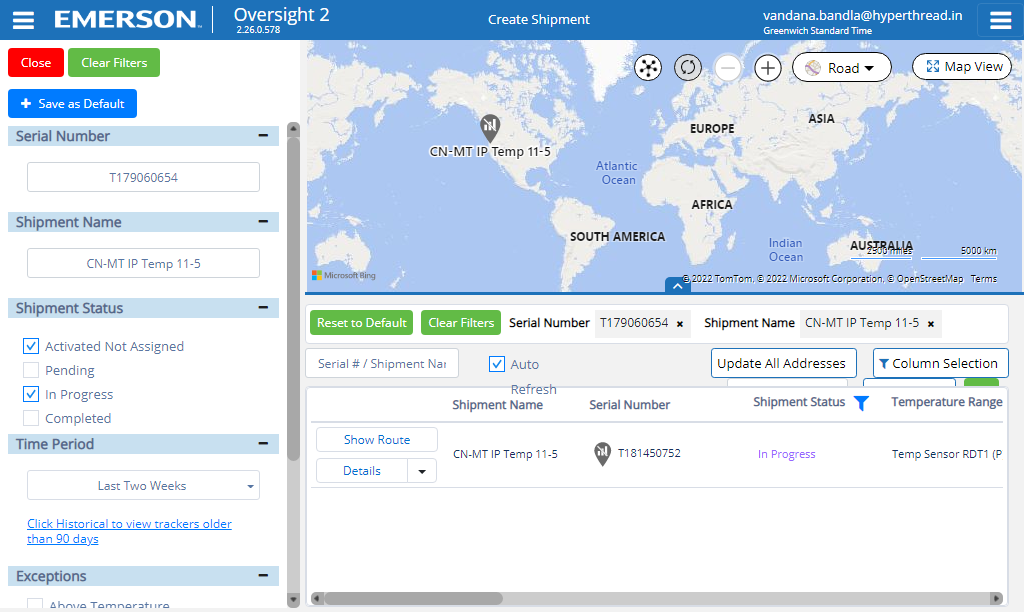 EMERSON
Oversight 2
2.26.0.578
Create Shipment
vandana.bandla@hyperthread.in
Greenwich Standard Time
Close
Clear Filters
Save as Default
Serial Number
T179060654
Shipment Name
CN-MT IP Temp 11-5
Shipment Status
Activated Not Assigned
Pending
In Progress
Completed
Time Period
Last Two Weeks
Click Historical to view trackers older
than 90 days
Exceptions
Above Temperature
Road
Map View
EUROPE
ASIA
CN-MT IP Temp 11-5
Atlantic
Ocean
AFRICA
SOUTH AMERICA
Indian
Ocean
AUSTRALIA
2500 miles
5000 km
Microsoft Bing
© 2022 TomTom, © 2022 Microsoft Corporation, © OpenStreetMap Terms
Reset to Default
Clear Filters
Serial Number
T179060654 ×
Shipment Name
CN-MT IP Temp 11-5 ×
Serial # / Shipment Nar
Auto
Refresh
Update All Addresses
Column Selection
Shipment Name
Serial Number
Shipment Status
Temperature Range
Show Route
Details
CN-MT IP Temp 11-5
T181450752
In Progress
Temp Sensor RDT1 (P